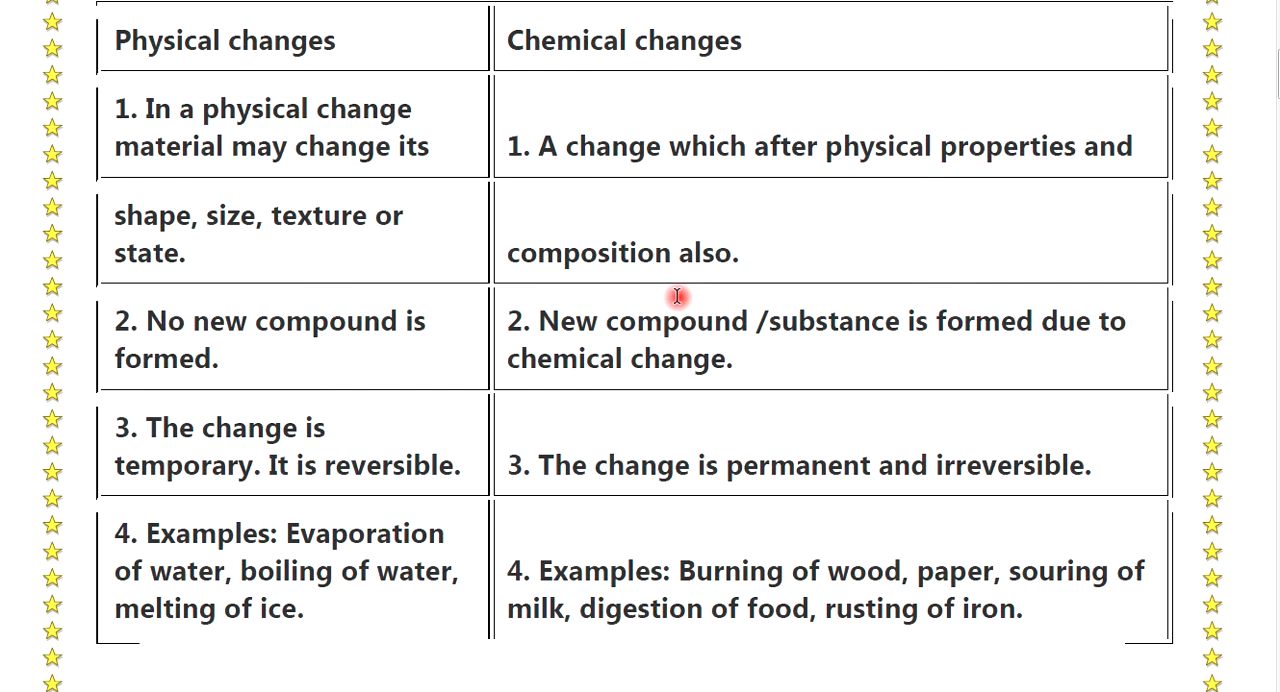 Physical changes
Chemical changes
1. In a physical change
material may change its
1. A change which after physical properties and
shape, size, texture or
state.
composition also.
2. No new compound is
formed.
2. New compound /substance is formed due to
chemical change.
3. The change is
temporary. It is reversible.
3. The change is permanent and irreversible.
4. Examples: Evaporation
of water, boiling of water,
melting of ice.
4. Examples: Burning of wood, paper, souring of
milk, digestion of food, rusting of iron.